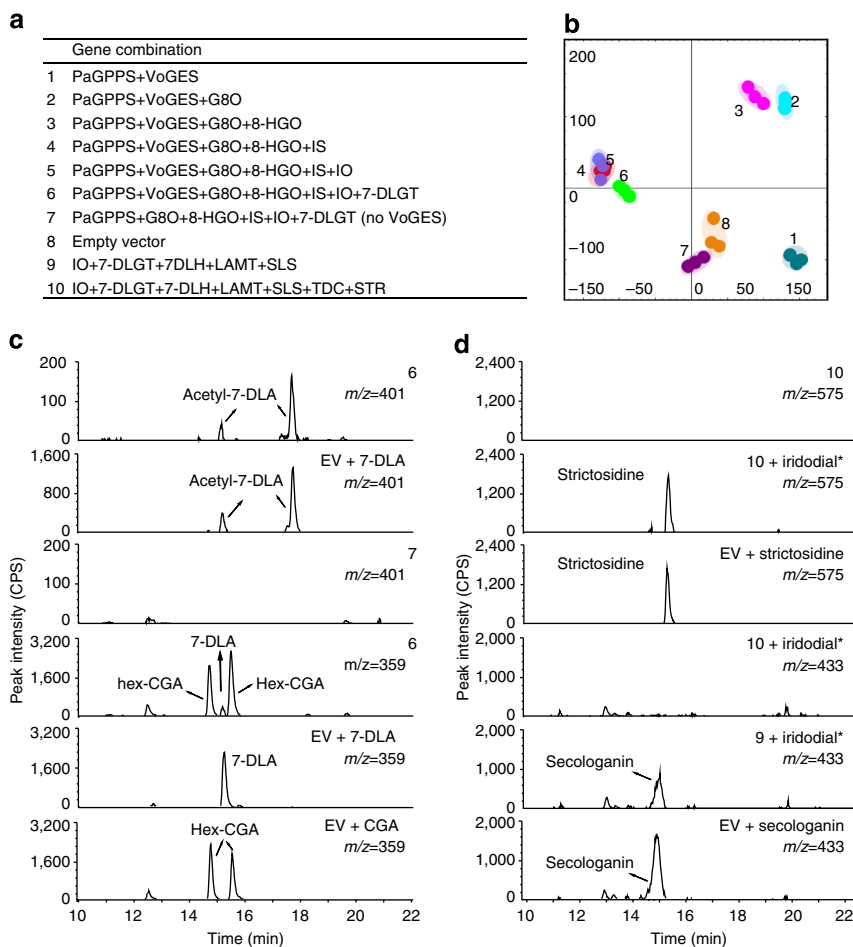 a
Gene combination
1 PaGPPS+VoGES
2 PaGPPS+VoGES+G8O
3 PaGPPS+VoGES+G8O+8-HGO
4 PaGPPS+VoGES+G8O+8-HGO+IS
5 PaGPPS+VoGES+G8O+8-HGO+IS+IO
6 PaGPPS+VoGES+G8O+8-HGO+IS+IO+7-DLGT
7 PaGPPS+G8O+8-HGO+IS+IO+7-DLGT (no VoGES)
8 Empty vector
9 IO+7-DLGT+7DLH+LAMT+SLS
10 IO+7-DLGT+7-DLH+LAMT+SLS+TDC+STR
b
200
100
0
−100
−150 −50 0 50 150
3 2
5
4 6
8
7 1
c
Peak intensity (CPS)
200
100
0
6
m/z=401
Acetyl-7-DLA
1,600
800
0
EV + 7-DLA
m/z=401
Acetyl-7-DLA
200
100
0
7
m/z=401
3,200
1,600
0
6
m/z=359
7-DLA
hex-CGA Hex-CGA
3,200
1,600
0
EV + 7-DLA
m/z=359
7-DLA
3,200
1,600
0
EV + CGA
m/z=359
Hex-CGA
10 12 14 16 18 20 22
Time (min)
d
Peak intensity (CPS)
2,400
1,200
0
10
m/z=575
2,400
1,200
0
10 + iridodial*
m/z=575
Strictosidine
2,400
1,200
0
EV + strictosidine
m/z=575
Strictosidine
2,000
1,000
0
10 + iridodial*
m/z=433
2,000
1,000
0
9 + iridodial*
m/z=433
Secologanin
2,000
1,000
0
EV + secologanin
m/z=433
Secologanin
10 12 14 16 18 20 22
Time (min)